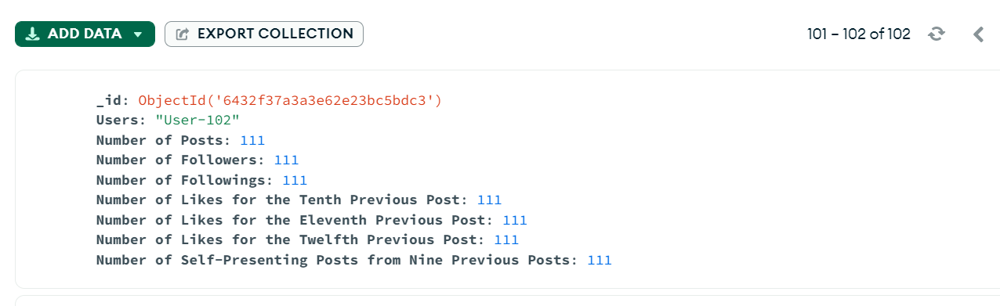 ADD DATA
EXPORT COLLECTION
101 – 102 of 102
_id: ObjectId('6432f37a3a3e62e23bc5bdc3')
Users: "User-102"
Number of Posts: 111
Number of Followers: 111
Number of Followings: 111
Number of Likes for the Tenth Previous Post: 111
Number of Likes for the Eleventh Previous Post: 111
Number of Likes for the Twelfth Previous Post: 111
Number of Self-Presenting Posts from Nine Previous Posts: 111